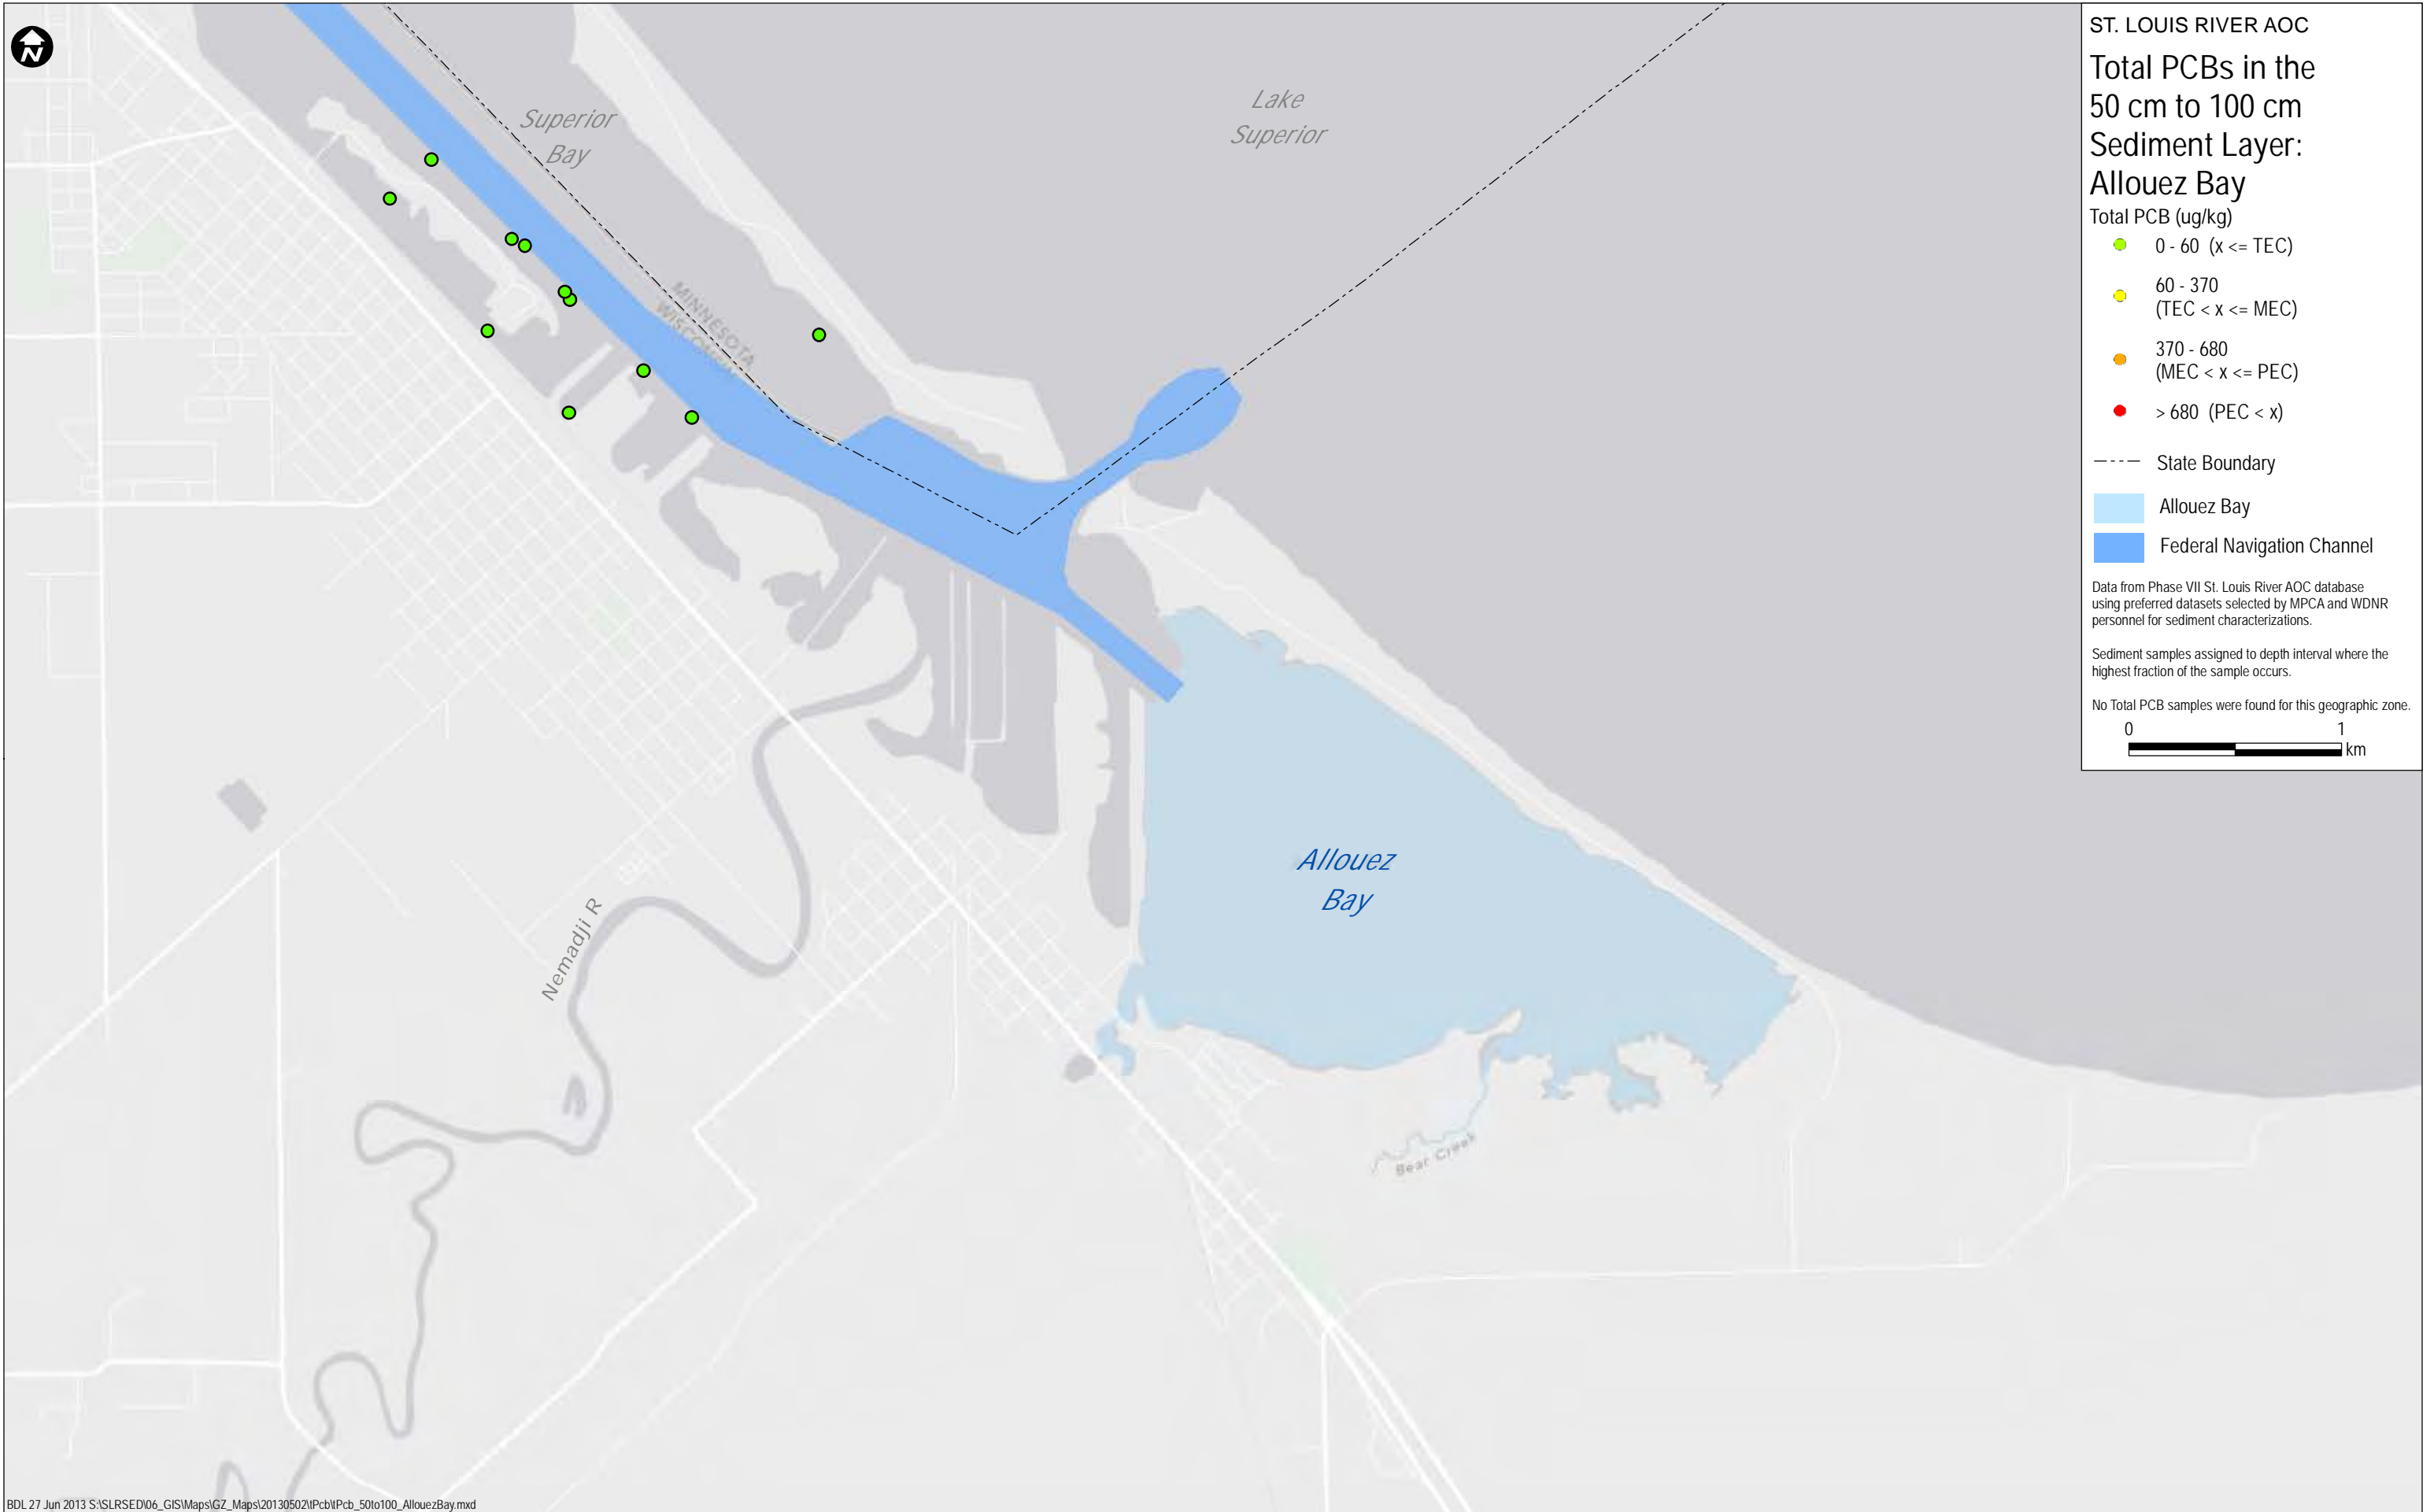 N
Superior
Bay
Lake
Superior
MINNESOTA
WISCONSIN
Allouez
Bay
Nemadji R
Bear Creek
ST. LOUIS RIVER AOC
Total PCBs in the
50 cm to 100 cm
Sediment Layer:
Allouez Bay
Total PCB (ug/kg)
0 - 60 (x <= TEC)
60 - 370
(TEC < x <= MEC)
370 - 680
(MEC < x <= PEC)
> 680 (PEC < x)
State Boundary
Allouez Bay
Federal Navigation Channel
Data from Phase VII St. Louis River AOC database
using preferred datasets selected by MPCA and WDNR
personnel for sediment characterizations.
Sediment samples assigned to depth interval where the
highest fraction of the sample occurs.
No Total PCB samples were found for this geographic zone.
0 1
km
BDL 27 Jun 2013 S:\SLRSED\06_GIS\Maps\GZ_Maps\20130502\tPcb\tPcb_50to100_AllouezBay.mxd